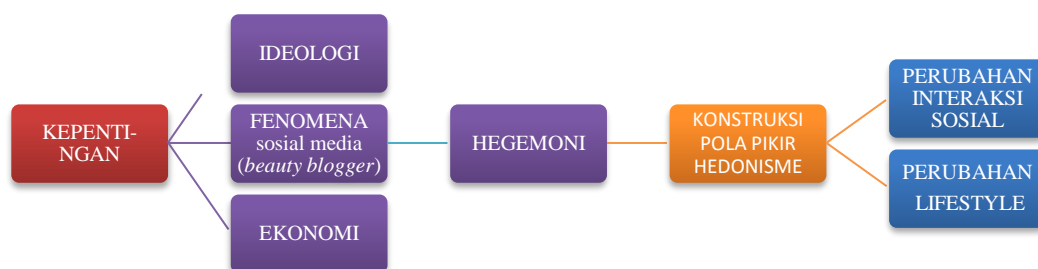 KEPENTI-
NGAN
IDEOLOGI
FENOMENA
sosial media
(beauty blogger)
EKONOMI
HEGEMONI
KONSTRUKSI
POLA PIKIR
HEDONISME
PERUBAHAN
INTERAKSI
SOSIAL
PERUBAHAN
LIFESTYLE